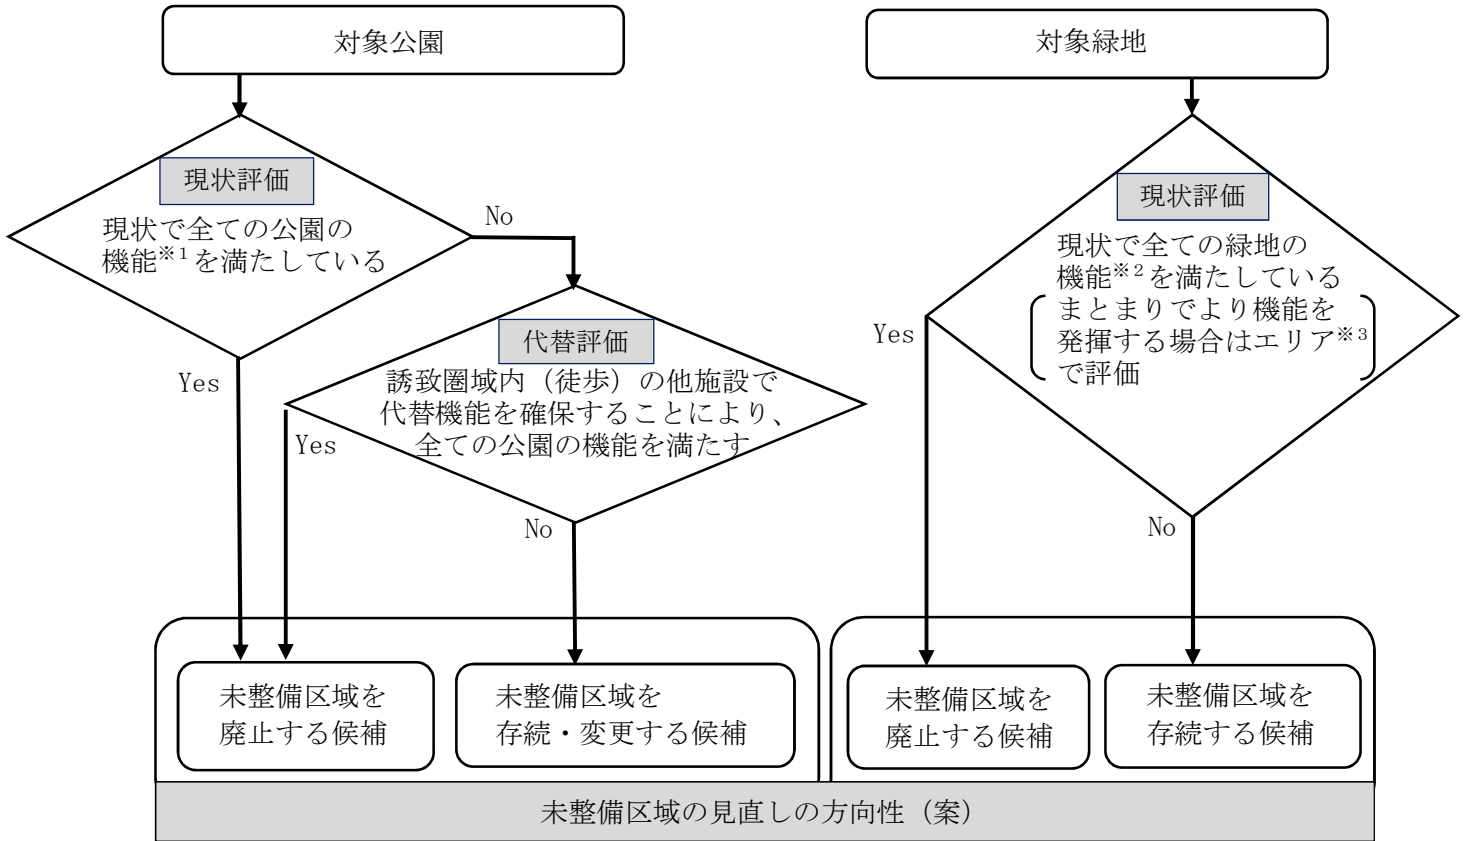 対象公園
現状評価
現状で全ての公園の
機能※1を満たしている
No
Yes
代替評価
誘致圏域内（徒歩）の他施設で
代替機能を確保することにより、
全ての公園の機能を満たす
Yes
No
未整備区域を
廃止する候補
未整備区域を
存続・変更する候補
対象緑地
現状評価
現状で全ての緑地の
機能※2を満たしている
まとまりでより機能を
発揮する場合はエリア※3
で評価
Yes
No
未整備区域を
廃止する候補
未整備区域を
存続する候補
未整備区域の見直しの方向性（案）